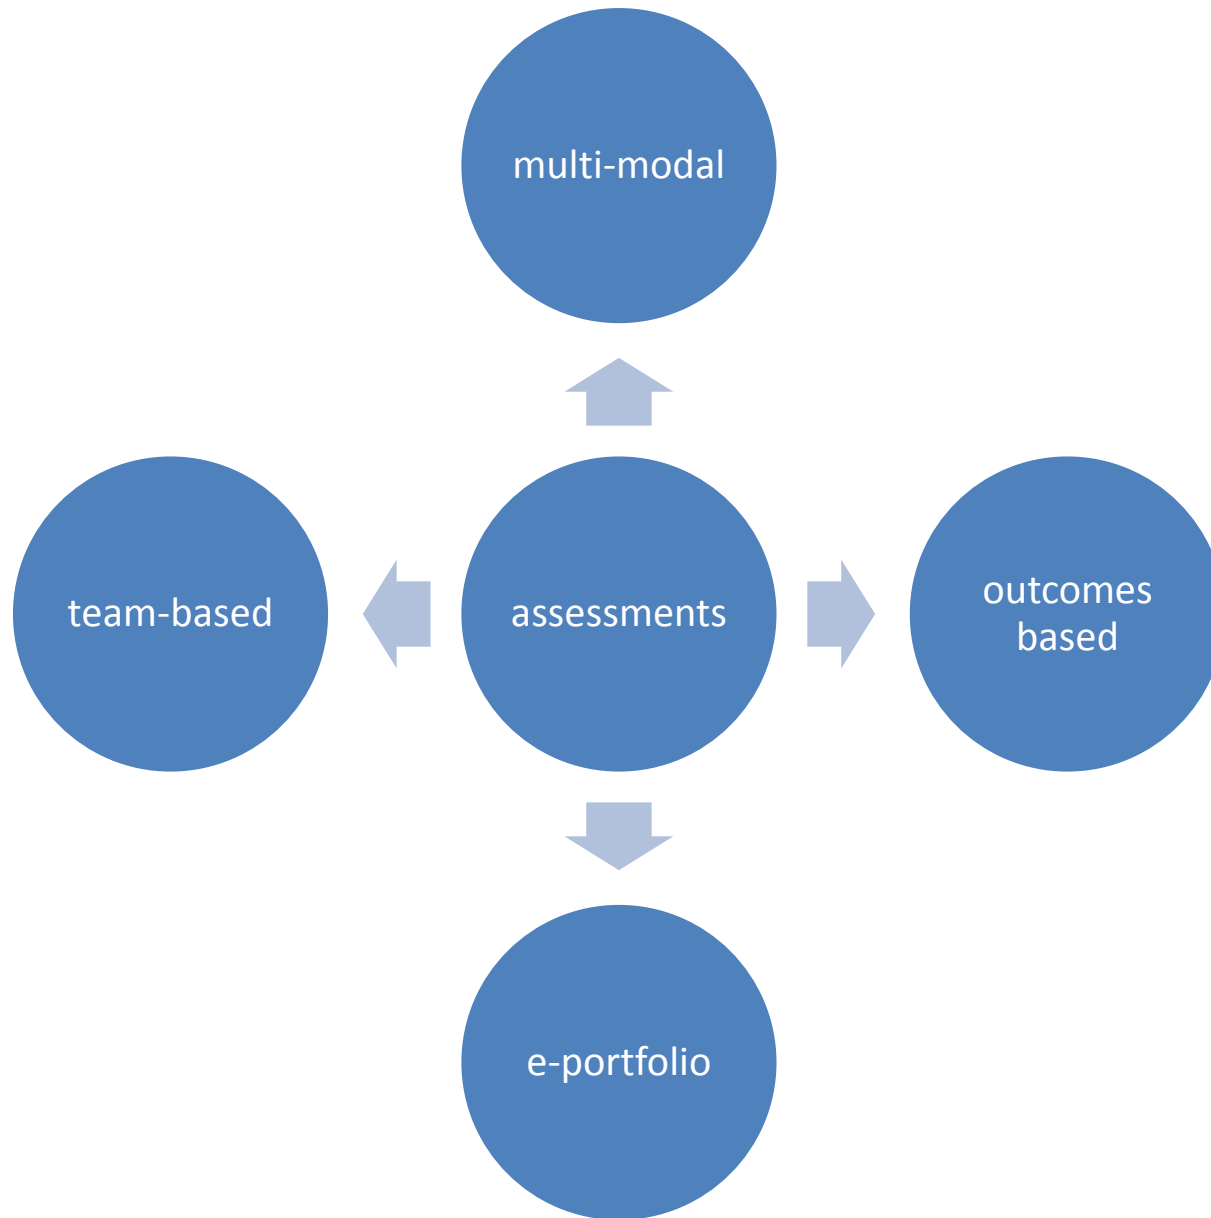 multi-modal
team-based
assessments
outcomes
based
e-portfolio